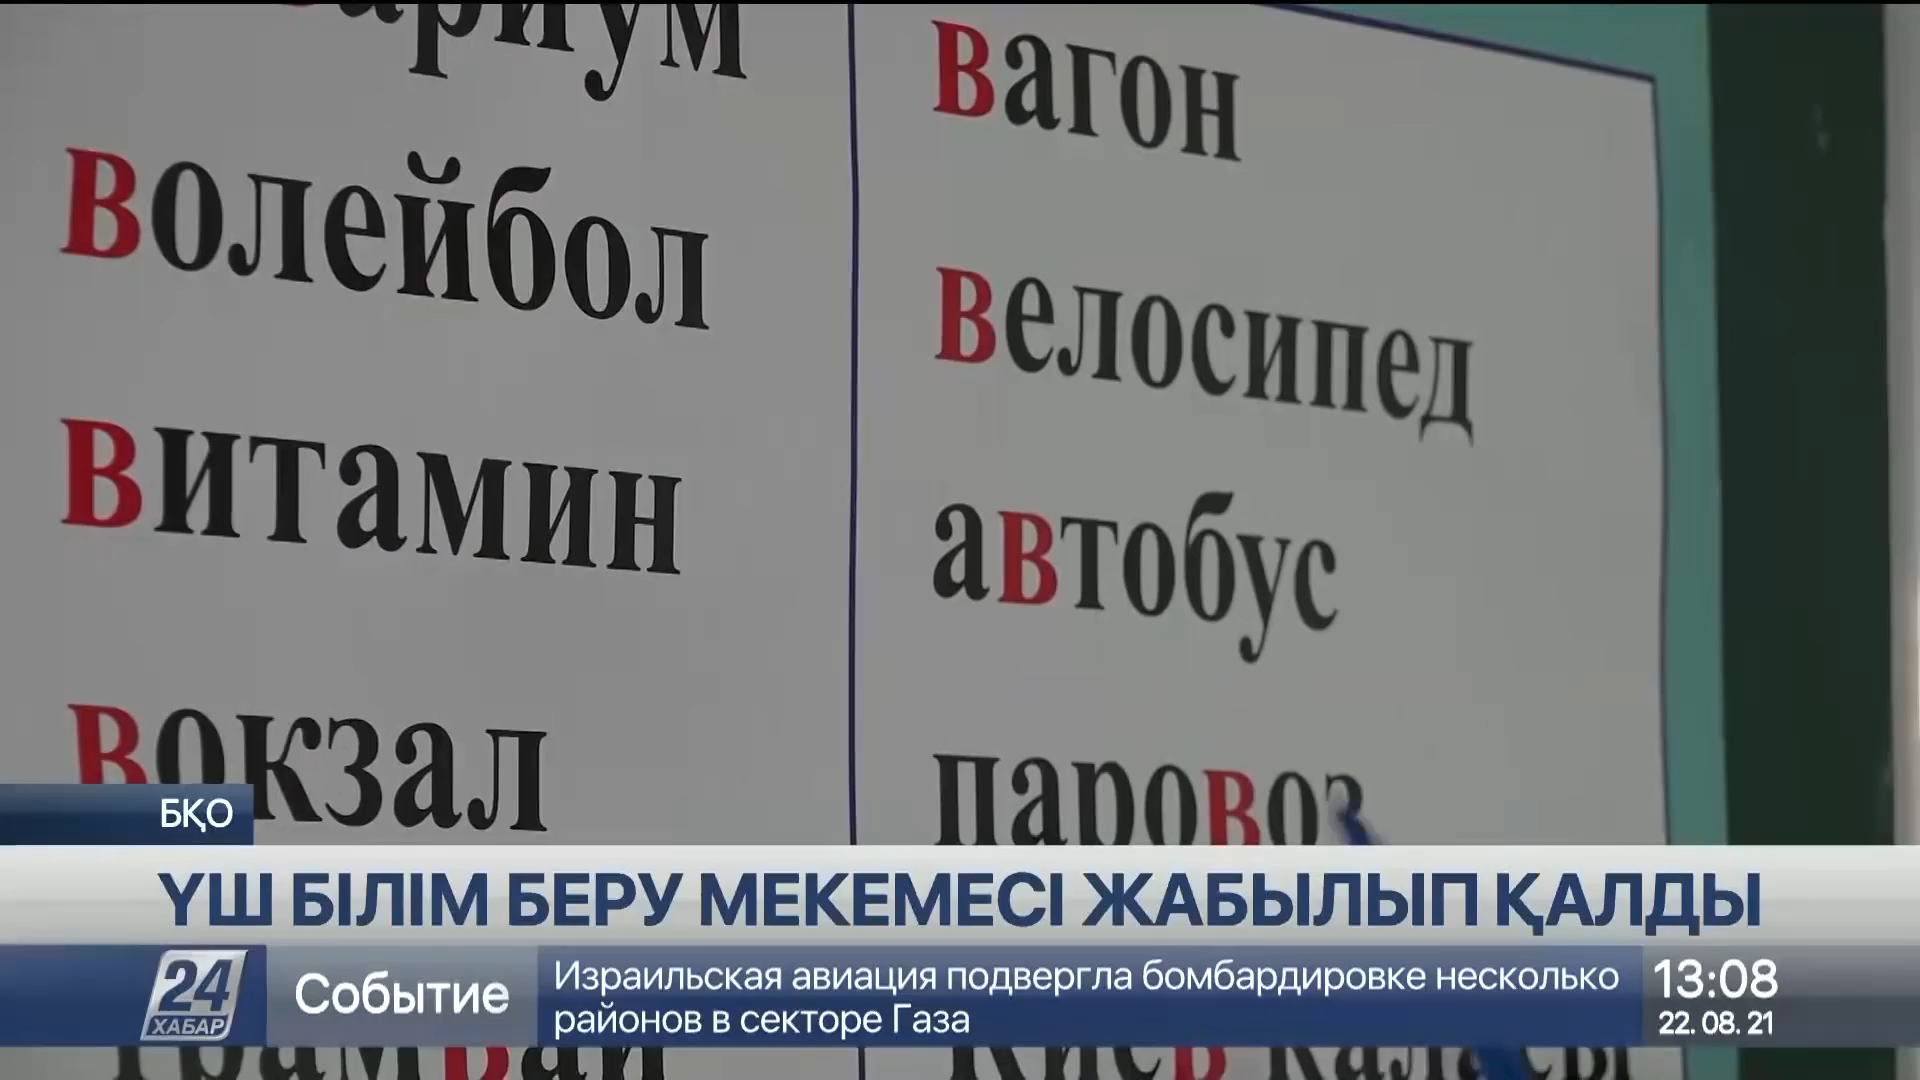 вагон
волейбол
велосипед
витамин
автобус
вокзал
паровоз
БҚО
ҮШ БІЛІМ БЕРУ МЕКЕМЕСІ ЖАБЫЛЫП ҚАЛДЫ
24
ХАБАР
Событие
Израильская авиация подвергла бомбардировке несколько
районов в секторе Газа
13:08
22. 08. 21